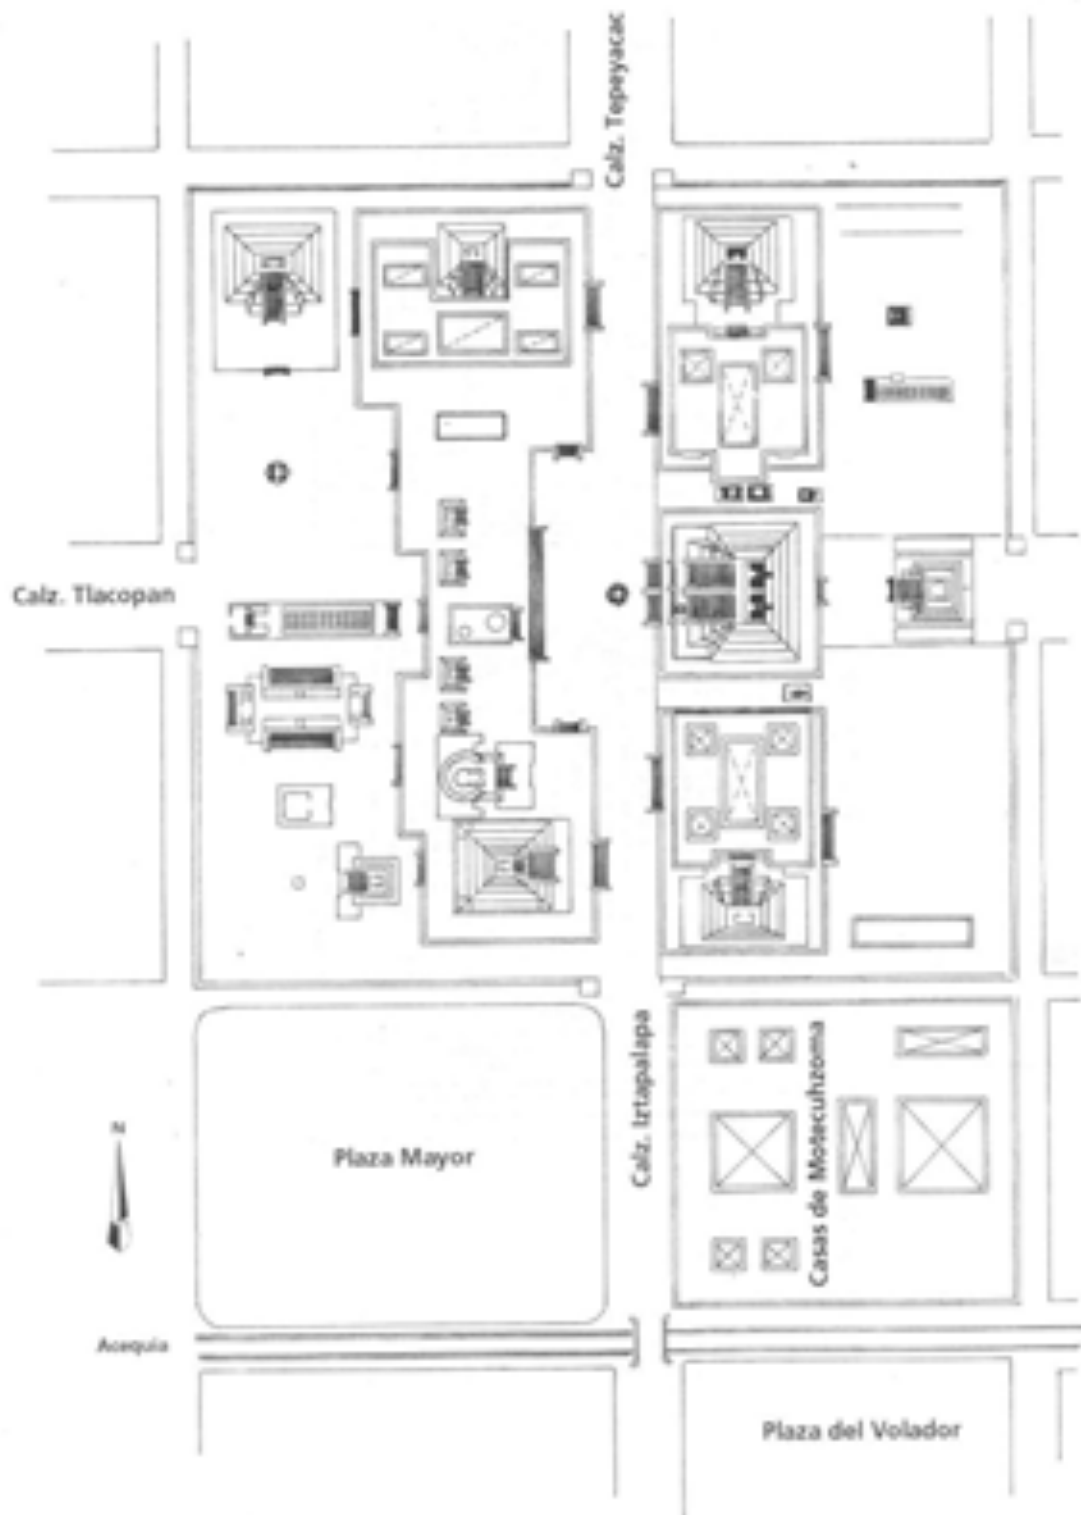 Calz. Tepeyacac
Calz. Tlacopan
Calz. Iztapalapa
Casas de Motecuhzoma
N
Plaza Mayor
Acequia
Plaza del Volador